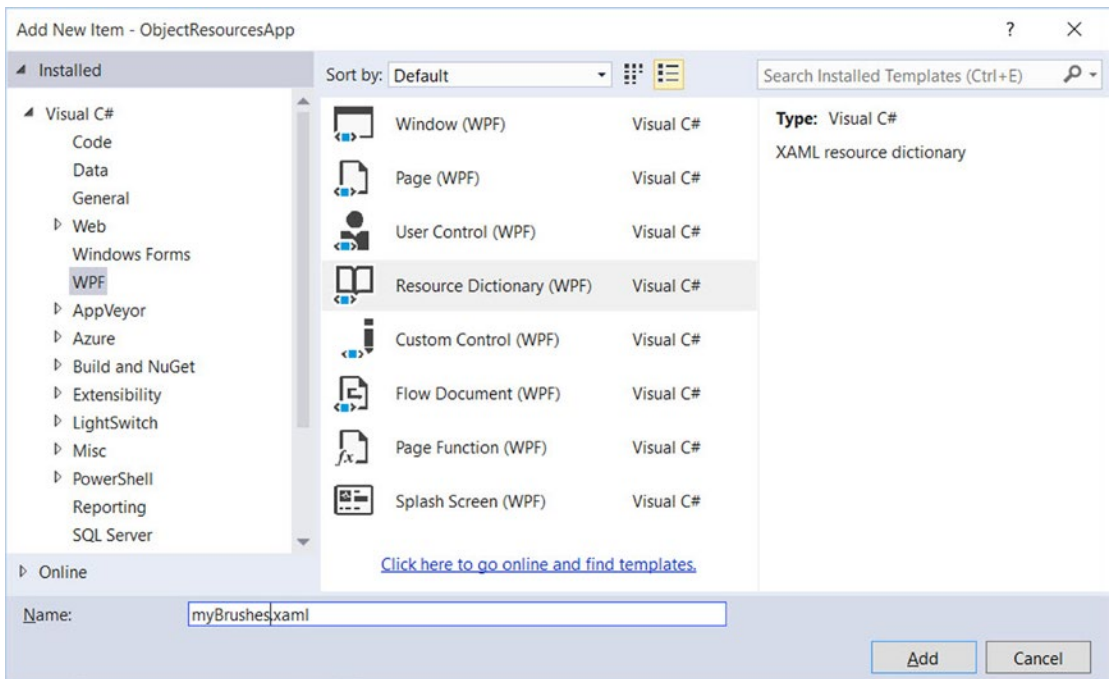 Add New Item - ObjectResourcesApp
?
Installed
Sort by: Default
Search Installed Templates (Ctrl+E)
Visual C#
Code
Data
General
Web
Windows Forms
WPF
AppVeyor
Azure
Build and NuGet
Extensibility
LightSwitch
Misc
PowerShell
Reporting
SQL Server
Online
Window (WPF) Visual C#
Page (WPF) Visual C#
User Control (WPF) Visual C#
Resource Dictionary (WPF) Visual C#
Custom Control (WPF) Visual C#
Flow Document (WPF) Visual C#
fx
Page Function (WPF) Visual C#
Splash Screen (WPF) Visual C#
Click here to go online and find templates.
Type: Visual C#
XAML resource dictionary
Name: myBrushes.xaml
Add
Cancel